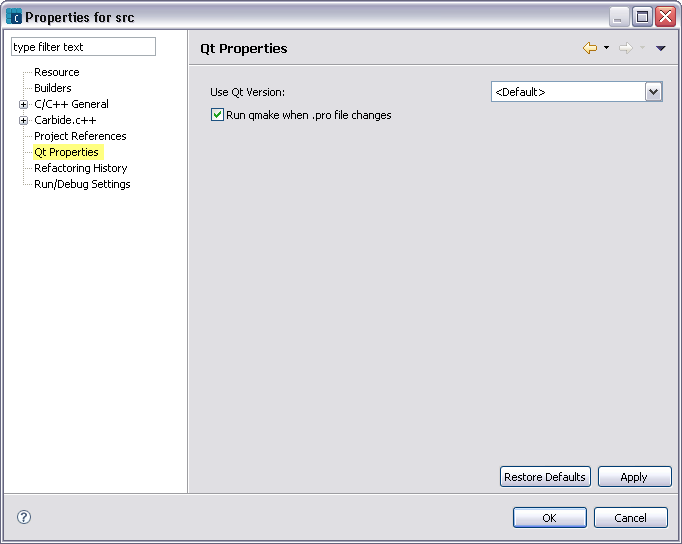 Properties for src
type filter text
Resource
Builders
C/C++ General
Carbide.c++
Project References
Qt Properties
Refactoring History
Run/Debug Settings
Qt Properties
Use Qt Version:
<Default>
Run qmake when .pro file changes
Restore Defaults
Apply
?
OK
Cancel